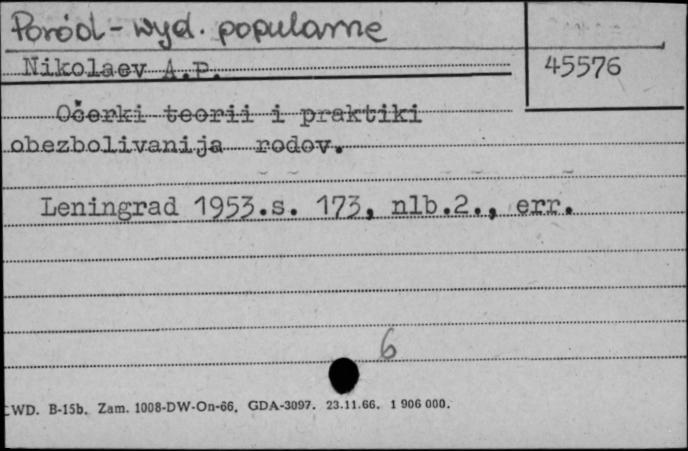 Poród - wyd. popularne
Nikolaev A.P.
45576
Očerki teorii i praktiki
obezbolivanija rodov.
Leningrad 1953.s. 173, nlb.2., err.
6
WD. B-15b. Zam. 1008-DW-On-66. GDA-3097. 23.11.66. 1 906 000.